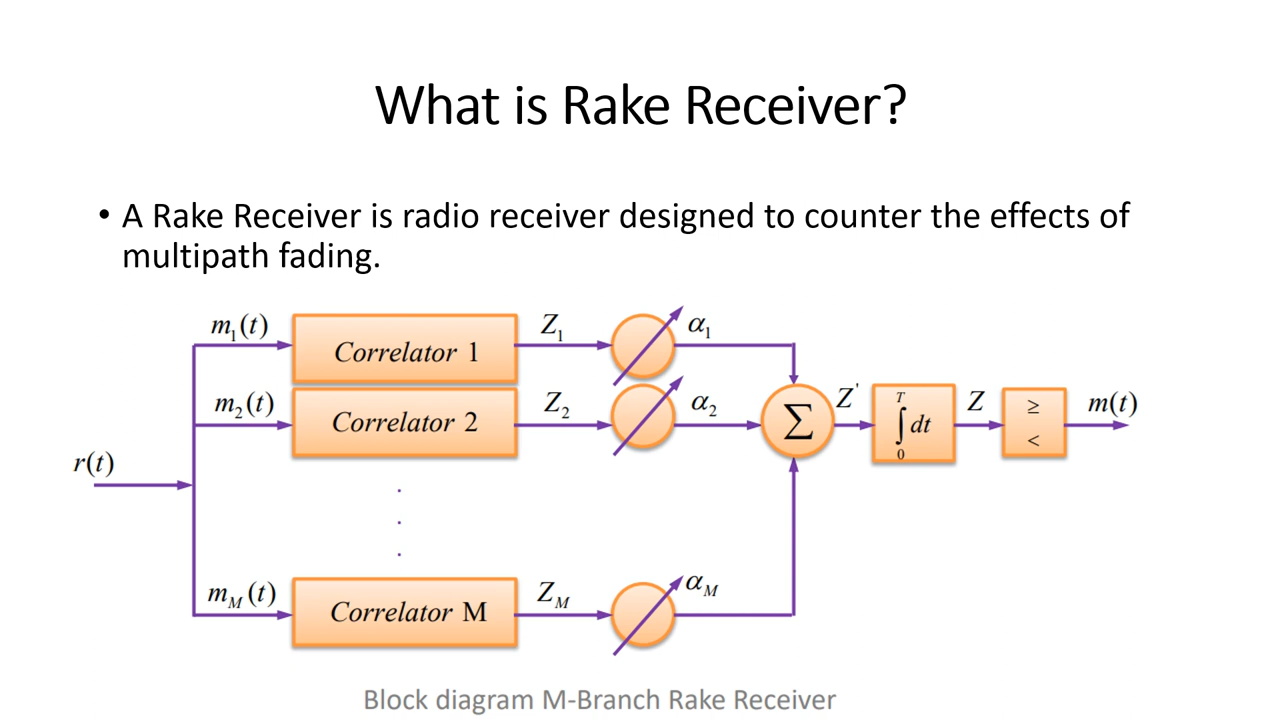 What is Rake Receiver?
• A Rake Receiver is radio receiver designed to counter the effects of
multipath fading.
m₁(t) Correlator 1 Z₁ α₁
m₂(t) Correlator 2 Z₂ α₂ ∑ Z' ∫₀ᵀ dt Z ≥ < m(t)
r(t)
.
.
.
m_M(t) Correlator M Z_M α_M
Block diagram M-Branch Rake Receiver